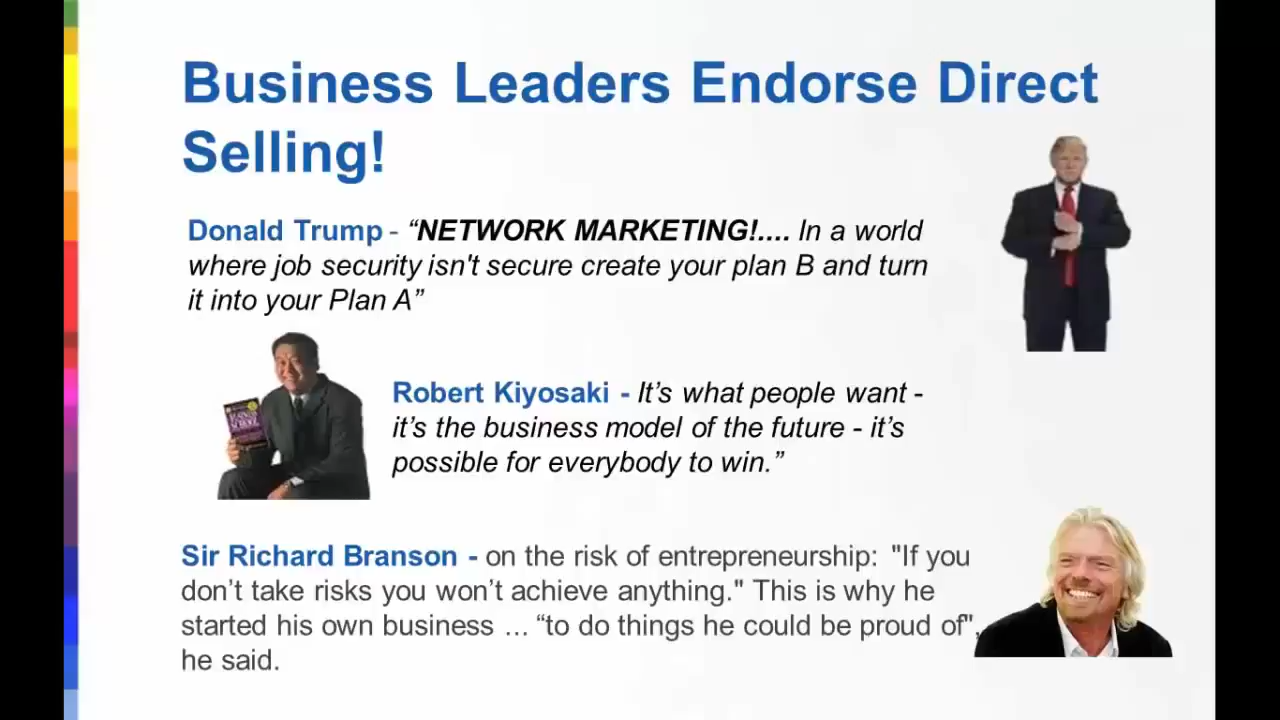 Business Leaders Endorse Direct
Selling!
Donald Trump - “NETWORK MARKETING!.... In a world
where job security isn't secure create your plan B and turn
it into your Plan A”
Robert Kiyosaki - It’s what people want -
it’s the business model of the future - it’s
possible for everybody to win.”
Sir Richard Branson - on the risk of entrepreneurship: "If you
don’t take risks you won’t achieve anything." This is why he
started his own business ... “to do things he could be proud of",
he said.